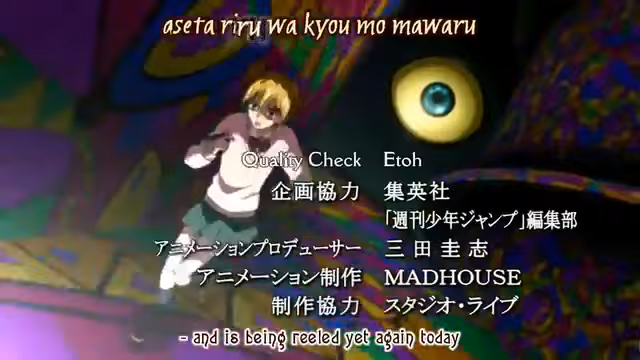 aseta riru wa kyou mo mawaru
Quality Check Etoh
企画協力 集英社
「週刊少年ジャンプ」編集部
アニメーションプロデューサー 三田圭志
アニメーション制作 MADHOUSE
制作協力 スタジオ・ライブ
- and is being reeled yet again today